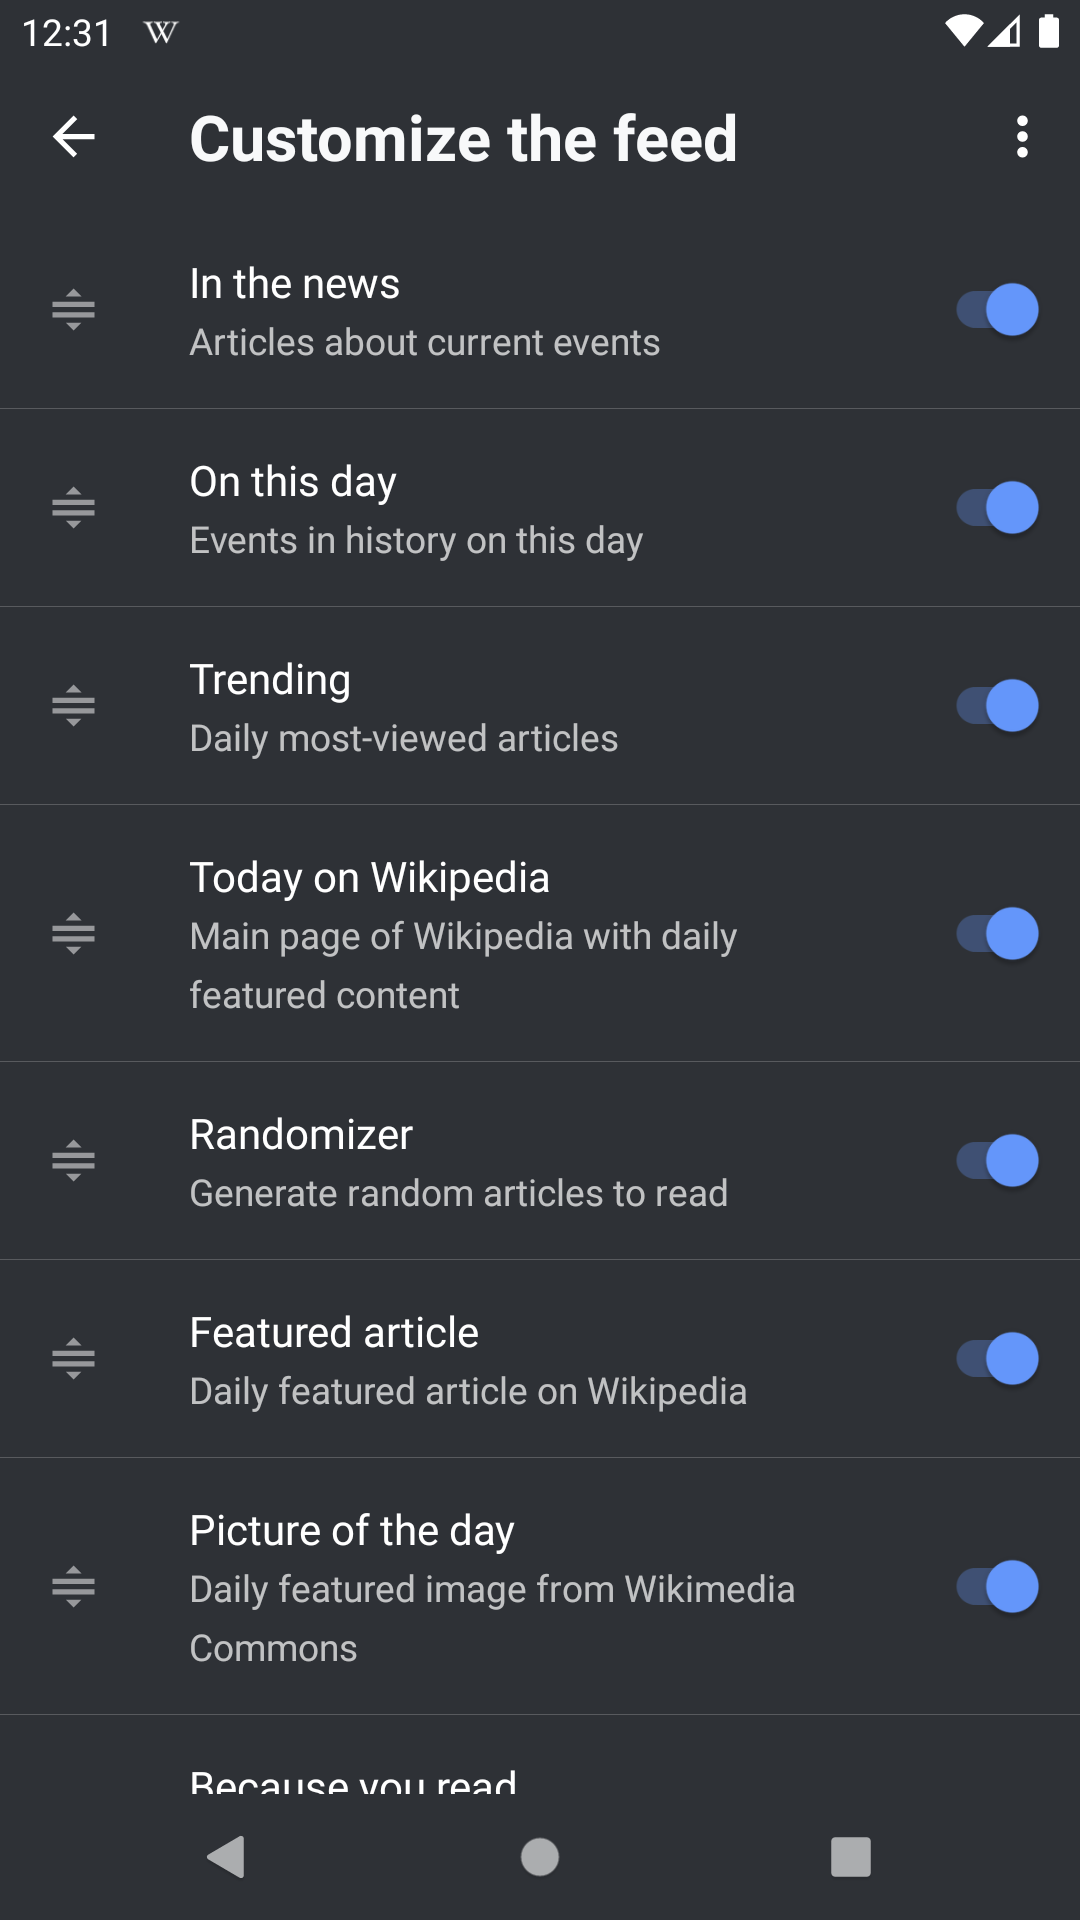 12:31 W
Customize the feed
In the news
Articles about current events
On this day
Events in history on this day
Trending
Daily most-viewed articles
Today on Wikipedia
Main page of Wikipedia with daily
featured content
Randomizer
Generate random articles to read
Featured article
Daily featured article on Wikipedia
Picture of the day
Daily featured image from Wikimedia
Commons
Because you read